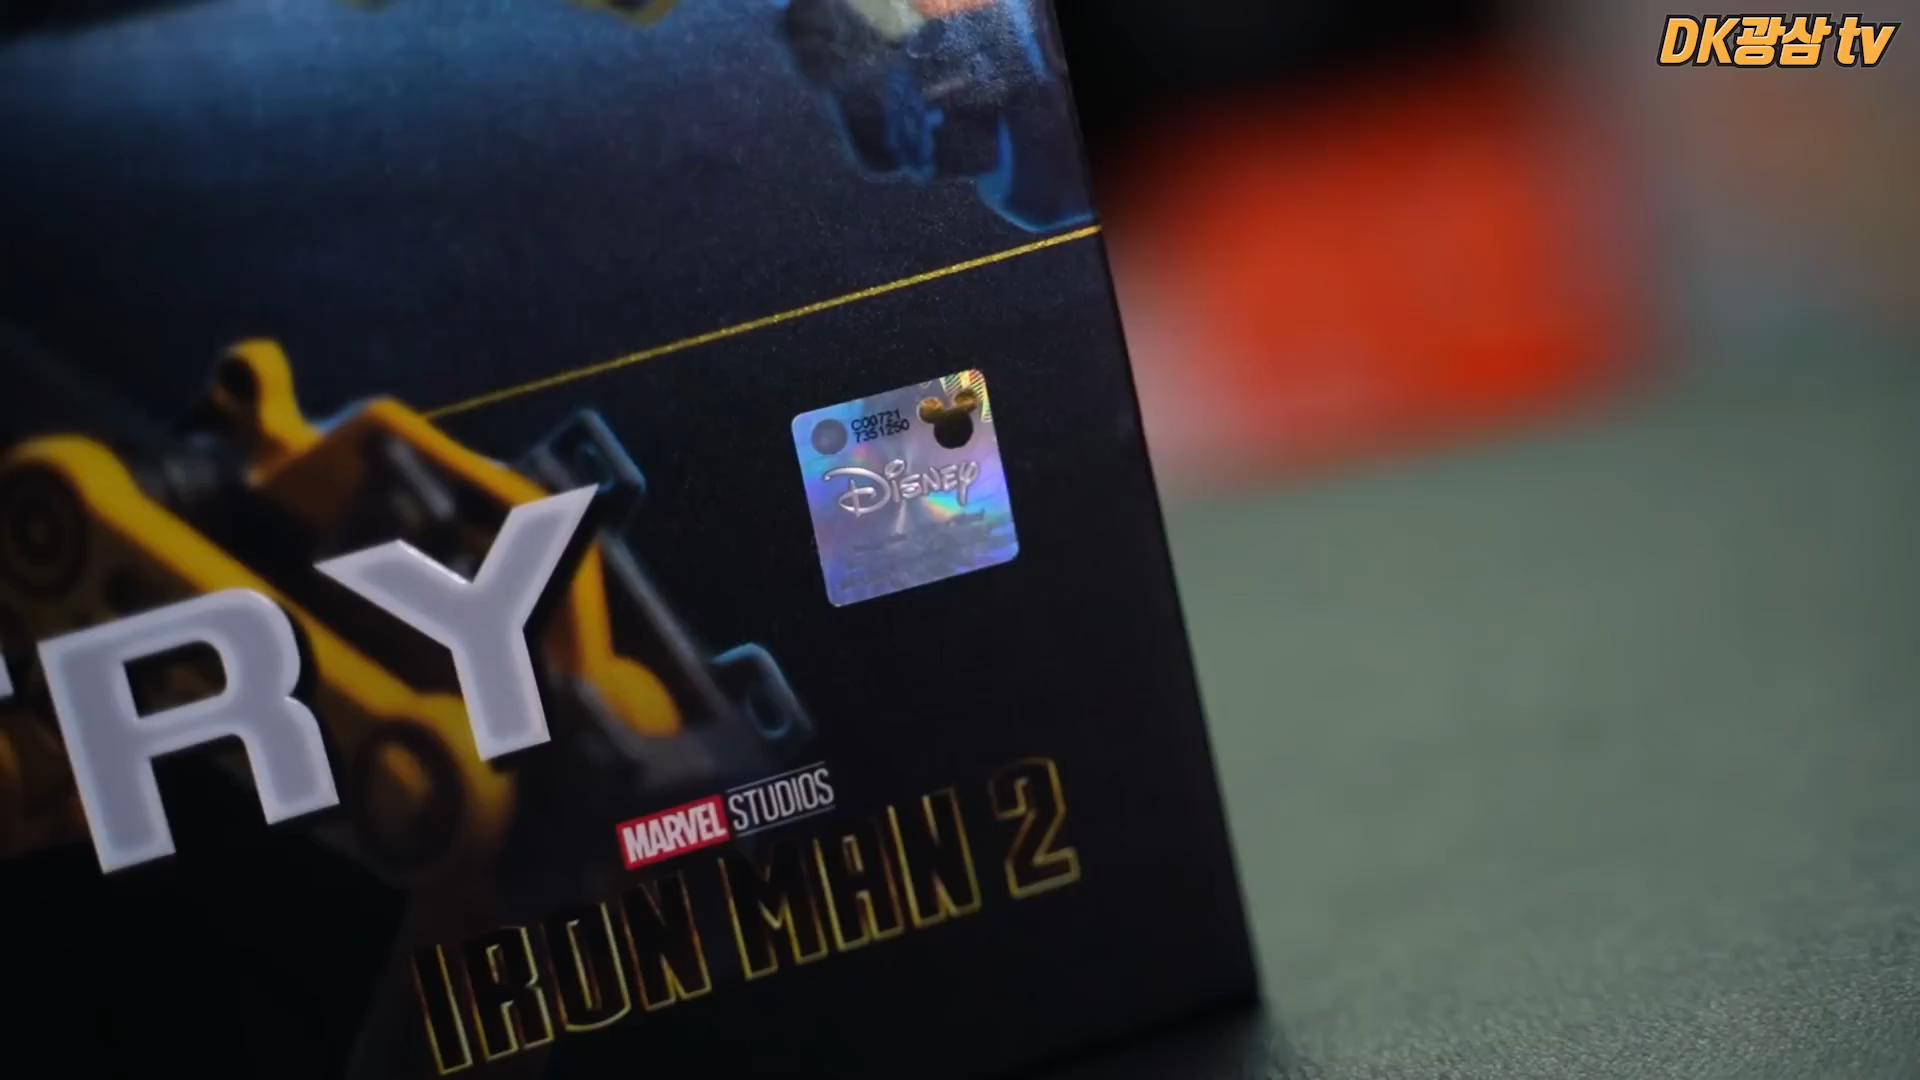 DK광삼 tv
C00721
7351250
Disney
RY
MARVEL STUDIOS
IRON MAN 2